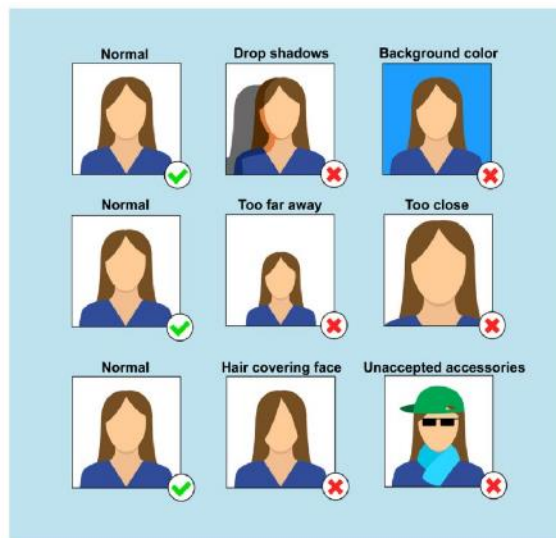 Normal
Drop shadows
Background color
Normal
Too far away
Too close
Normal
Hair covering face
Unaccepted accessories